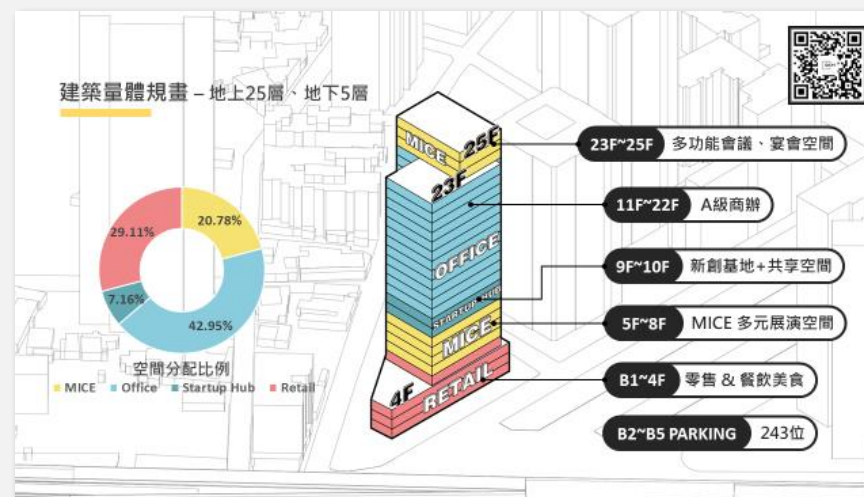 建築量體規畫 – 地上25層、地下5層
29.11%
20.78%
7.16%
42.95%
空間分配比例
MICE Office Startup Hub Retail
MICE
25F
23F
OFFICE
STARTUP HUB
MICE
4F
RETAIL
23F~25F 多功能會議、宴會空間
11F~22F A級商辦
9F~10F 新創基地+共享空間
5F~8F MICE 多元展演空間
B1~4F 零售 & 餐飲美食
B2~B5 PARKING 243位